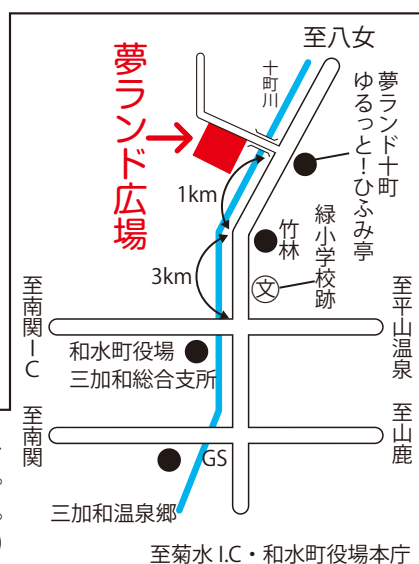 至八女
十町川
夢ランド広場
夢ランド十町
ゆるっと!ひふみ亭
1km
竹林
緑小学校跡
文
3km
至南関IC
至平山温泉
和水町役場
三加和総合支所
至南関
至山鹿
GS
三加和温泉郷
至菊水I.C・和水町役場本庁